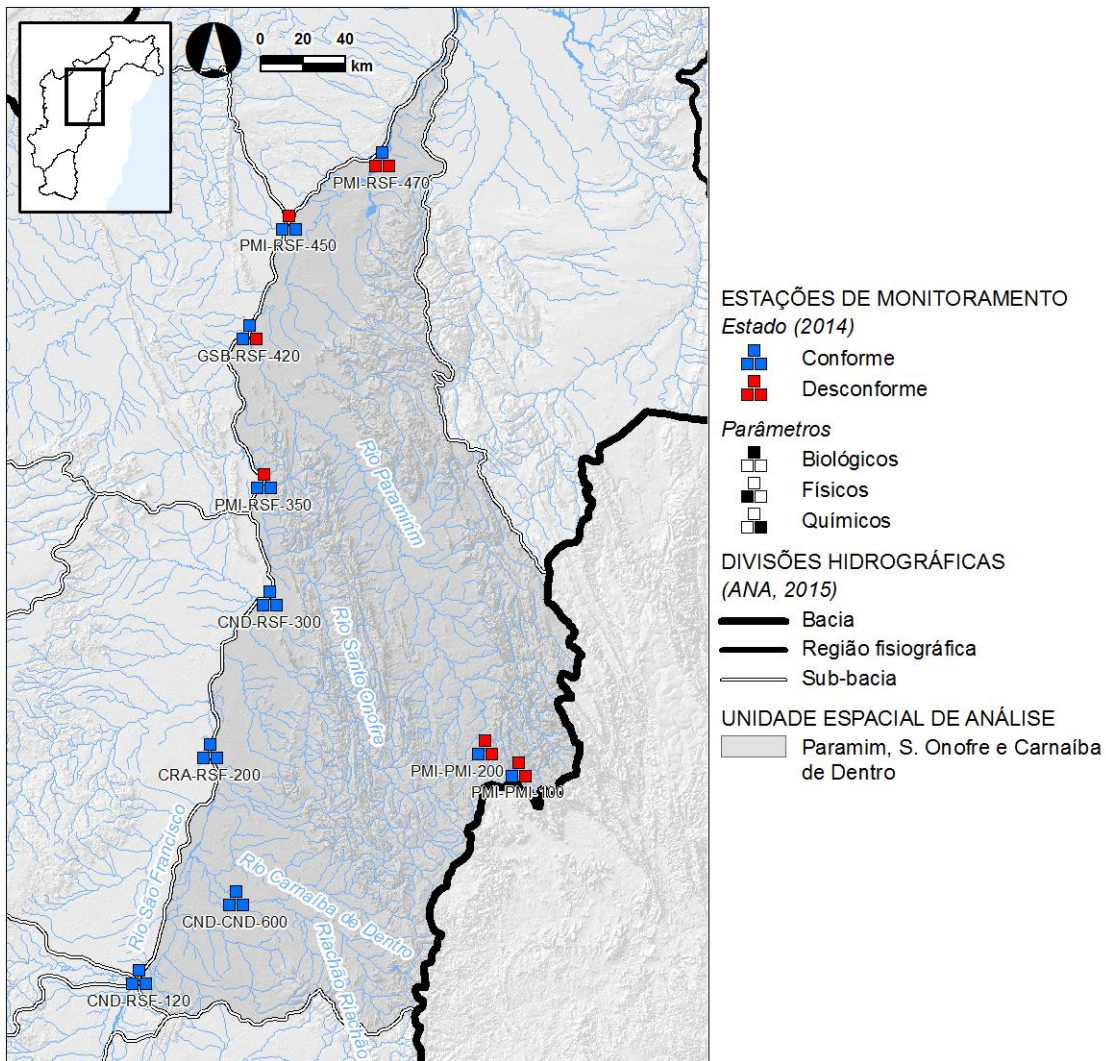 0 20 40
km
PMI-RSF-470
PMI-RSF-450
GSB-RSF-420
Rio Paramirim
PMI-RSF-350
CND-RSF-300
Rio Santo Onofre
CRA-RSF-200
PMI-PMI-200
PMI-PMI-100
Rio São Francisco
Rio Carnaíba de Dentro
CND-CND-600
Riachão Riachão
CND-RSF-120
ESTAÇÕES DE MONITORAMENTO
Estado (2014)
Conforme
Desconforme
Parâmetros
Biológicos
Físicos
Químicos
DIVISÕES HIDROGRÁFICAS
(ANA, 2015)
Bacia
Região fisiográfica
Sub-bacia
UNIDADE ESPACIAL DE ANÁLISE
Paramim, S. Onofre e Carnaíba
de Dentro